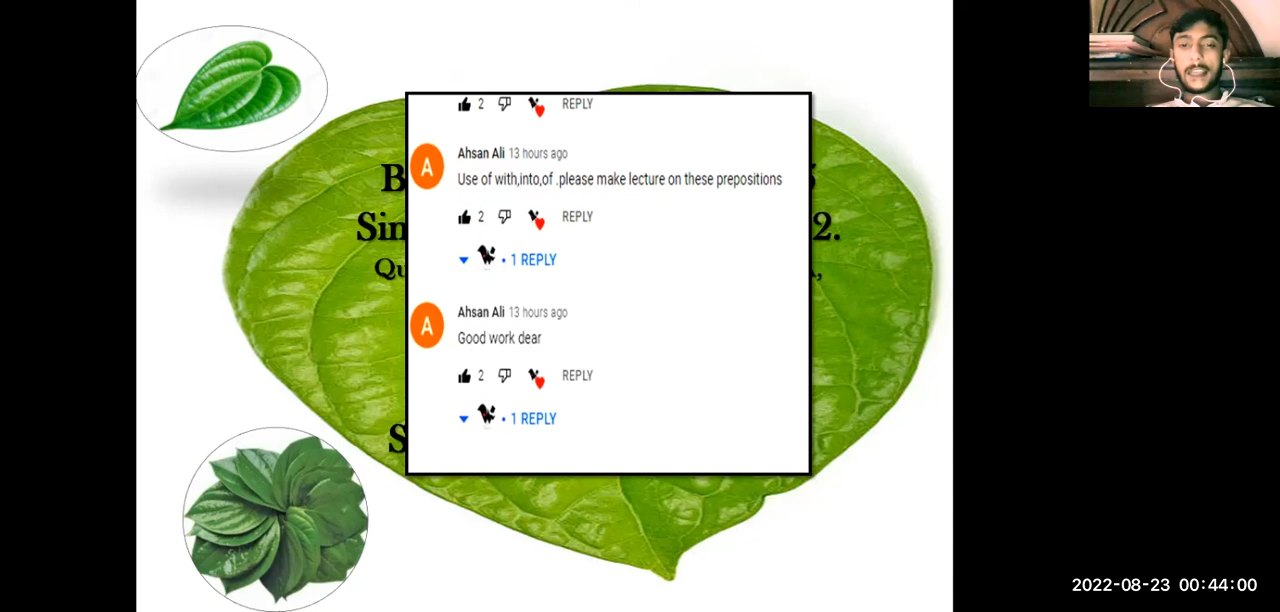 2 REPLY
A
Ahsan Ali 13 hours ago
Use of with,into,of .please make lecture on these prepositions
2 REPLY
• 1 REPLY
A
Ahsan Ali 13 hours ago
Good work dear
2 REPLY
• 1 REPLY
2022-08-23 00:44:00